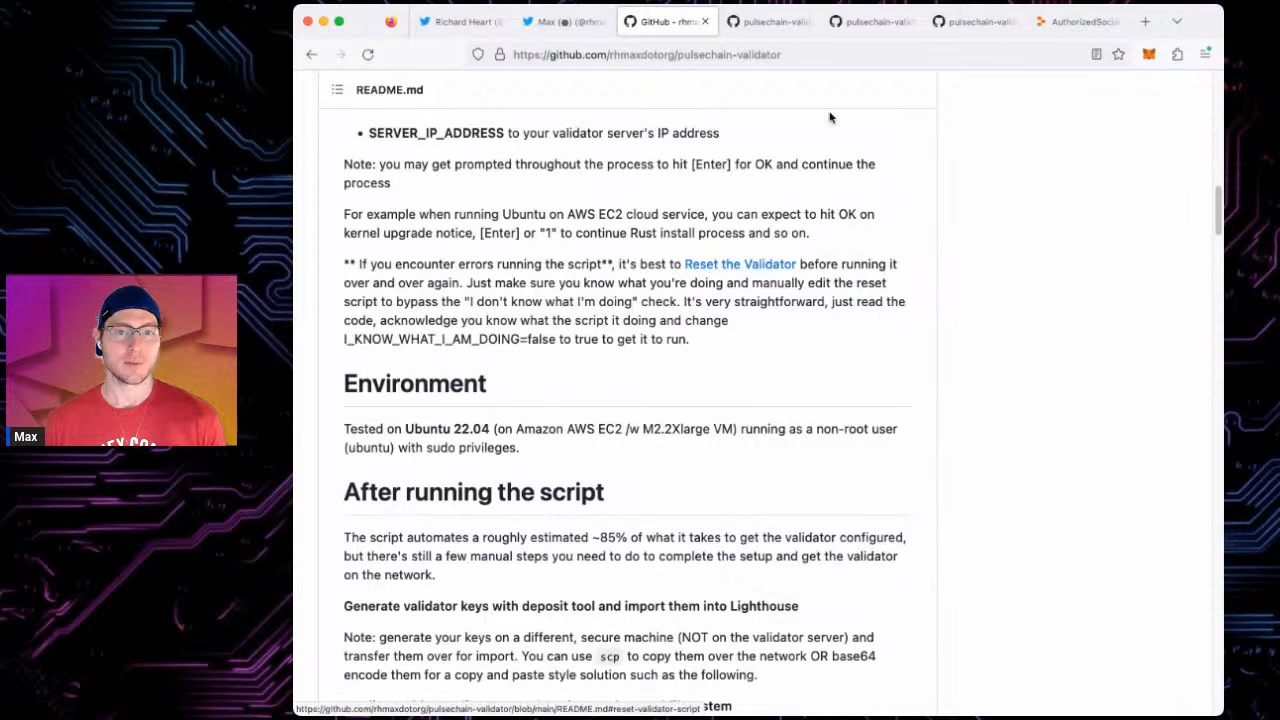 Richard Heart (
Max (●) (@rhma
GitHub - rhma
pulsechain-valid
pulsechain-valid
pulsechain-valid
AuthorizedSocia
https://github.com/rhmaxdotorg/pulsechain-validator
README.md
• SERVER_IP_ADDRESS to your validator server's IP address
Note: you may get prompted throughout the process to hit [Enter] for OK and continue the
process
For example when running Ubuntu on AWS EC2 cloud service, you can expect to hit OK on
kernel upgrade notice, [Enter] or "1" to continue Rust install process and so on.
** If you encounter errors running the script**, it's best to Reset the Validator before running it
over and over again. Just make sure you know what you're doing and manually edit the reset
script to bypass the "I don't know what I'm doing" check. It's very straightforward, just read the
code, acknowledge you know what the script it doing and change
I_KNOW_WHAT_I_AM_DOING=false to true to get it to run.
Environment
Tested on Ubuntu 22.04 (on Amazon AWS EC2 /w M2.2Xlarge VM) running as a non-root user
(ubuntu) with sudo privileges.
After running the script
The script automates a roughly estimated ~85% of what it takes to get the validator configured,
but there's still a few manual steps you need to do to complete the setup and get the validator
on the network.
Generate validator keys with deposit tool and import them into Lighthouse
Note: generate your keys on a different, secure machine (NOT on the validator server) and
transfer them over for import. You can use scp to copy them over the network OR base64
encode them for a copy and paste style solution such as the following.
stem
https://github.com/rhmaxdotorg/pulsechain-validator/blob/main/README.md#reset-validator-script
Max